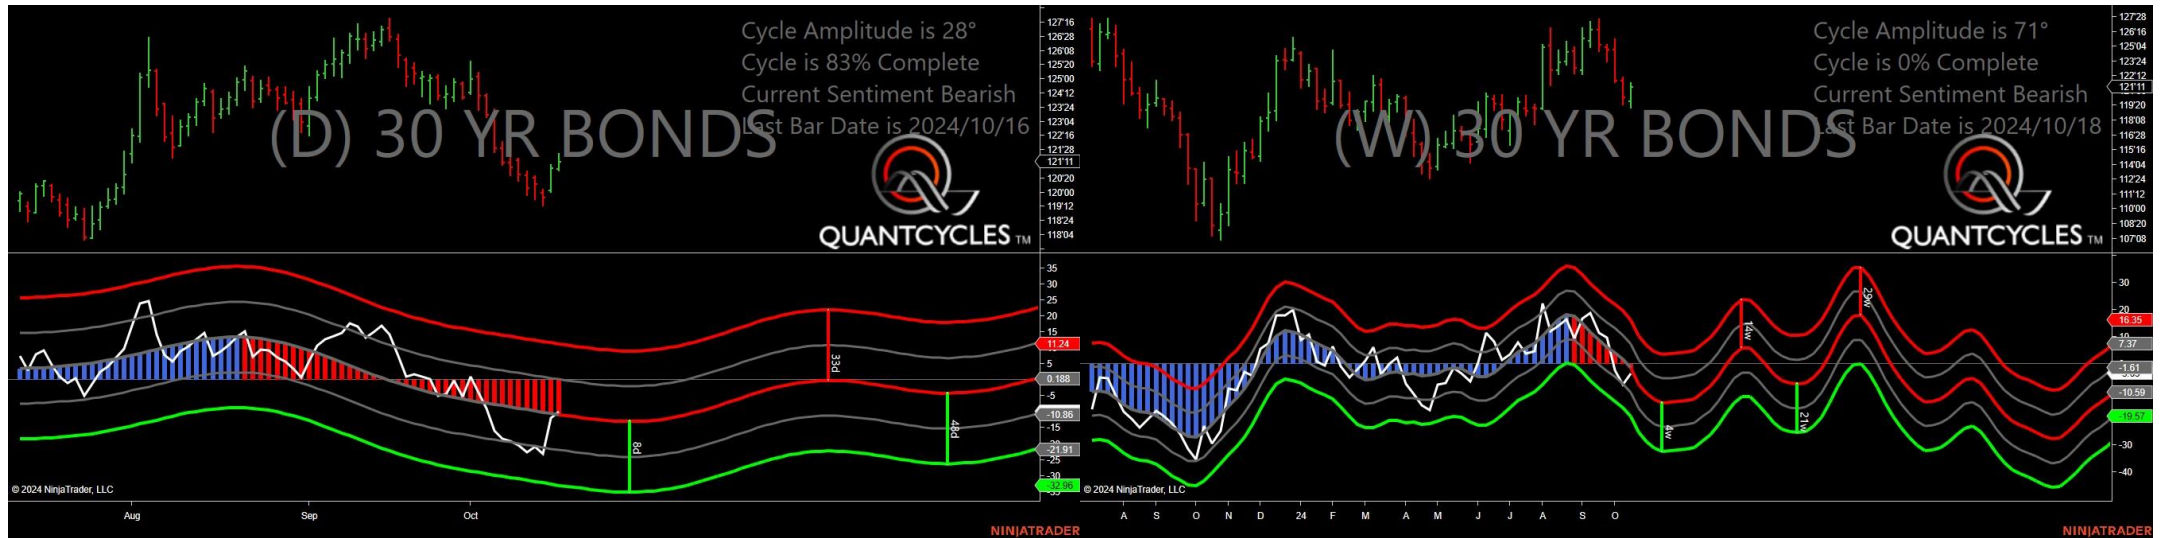 Cycle Amplitude is 28°
Cycle is 83% Complete
Current Sentiment Bearish
Last Bar Date is 2024/10/16
(D) 30 YR BONDS
QUANTCYCLES TM
127'16
126'28
126'08
125'20
125'00
124'12
123'24
123'04
122'16
121'28
121'11
120'20
120'00
119'12
118'24
118'04
35
25
20
15
11.24
5
0.188
-5
-10.86
-15
-21.91
-25
-30
-32.96
33d
8d
48d
© 2024 NinjaTrader, LLC
Aug Sep Oct
NINJATRADER
Cycle Amplitude is 71°
Cycle is 0% Complete
Current Sentiment Bearish
Last Bar Date is 2024/10/18
(W) 30 YR BONDS
QUANTCYCLES TM
127'28
126'16
125'04
123'24
122'12
121'11
119'20
118'08
116'28
115'16
114'04
112'24
111'12
110'00
108'20
107'08
30
20
16.35
7.37
-1.61
-10.59
-19.57
-30
-40
14w
29w
4w
21w
© 2024 NinjaTrader, LLC
A S O N D 24 F M A M J J A S O
NINJATRADER